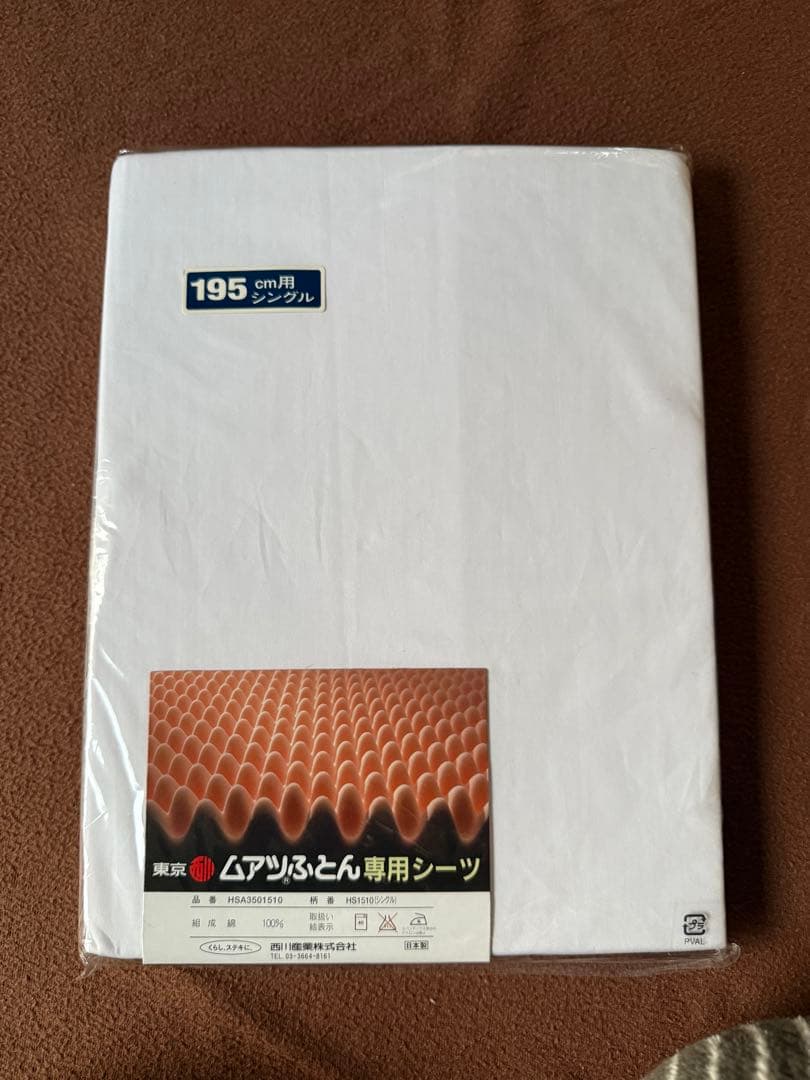 195 cm用 シングル
東京 西川 ムアツふとん® 専用シーツ
品 番 HSA3501510 柄 番 HS1510(シングル)
組 成 綿 100% 取扱い絵表示 40
くらし、ステキに。 西川産業株式会社 日本製
TEL.03-3664-8161
プラ
PVAL